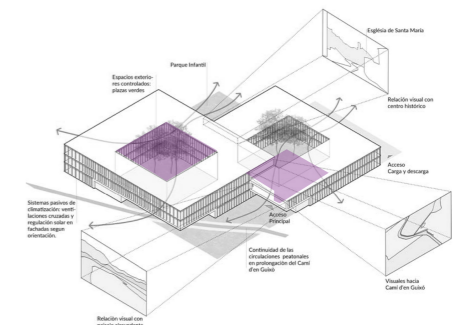 Església de Santa María
Parque Infantil
Espacios exterio-
res controlados:
plazas verdes
Relación visual con
centro histórico
Acceso
Carga y descarga
Sistemas pasivos de
climatización: venti-
laciones cruzadas y
regulación solar en
fachadas segun
orientación.
Acceso
Principal
Continuidad de las
circulaciones peatonales
en prolongación del Camí
d'en Guixó
Visuales hacia
Camí d'en Guixó
Relación visual con